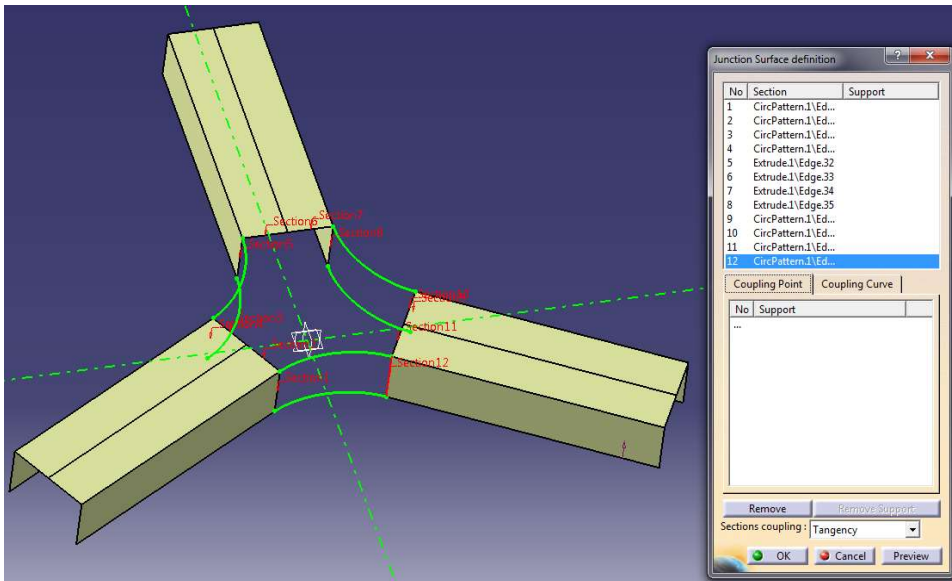 Junction Surface definition
No Section Support
1 CircPattern.1\Ed...
2 CircPattern.1\Ed...
3 CircPattern.1\Ed...
4 CircPattern.1\Ed...
5 Extrude.1\Edge.32
6 Extrude.1\Edge.33
7 Extrude.1\Edge.34
8 Extrude.1\Edge.35
9 CircPattern.1\Ed...
10 CircPattern.1\Ed...
11 CircPattern.1\Ed...
12 CircPattern.1\Ed...
Coupling Point Coupling Curve
No Support
...
Remove Remove Support
Sections coupling : Tangency
OK Cancel Preview
Section6
Section7
Section5
Section8
Section11
Section12